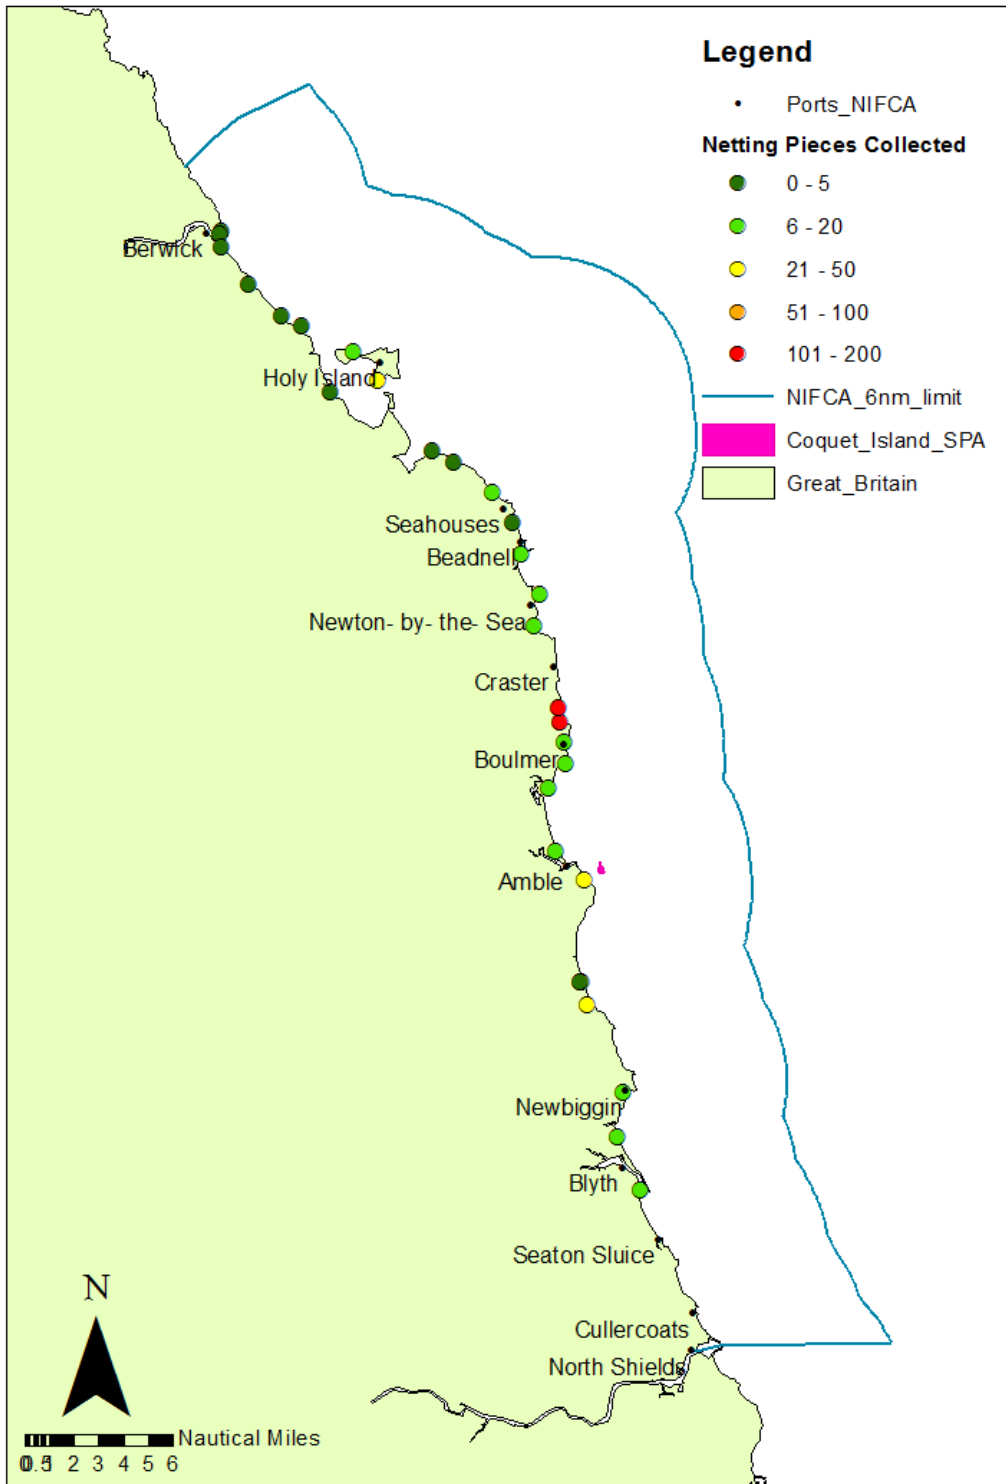 Legend
Ports_NIFCA
Netting Pieces Collected
0 - 5
6 - 20
21 - 50
51 - 100
101 - 200
NIFCA_6nm_limit
Coquet_Island_SPA
Great_Britain
Berwick
Holy Island
Seahouses
Beadnell
Newton- by- the- Sea
Craster
Boulmer
Amble
Newbiggin
Blyth
Seaton Sluice
Cullercoats
North Shields
N
Nautical Miles
0 0.5 1 2 3 4 5 6